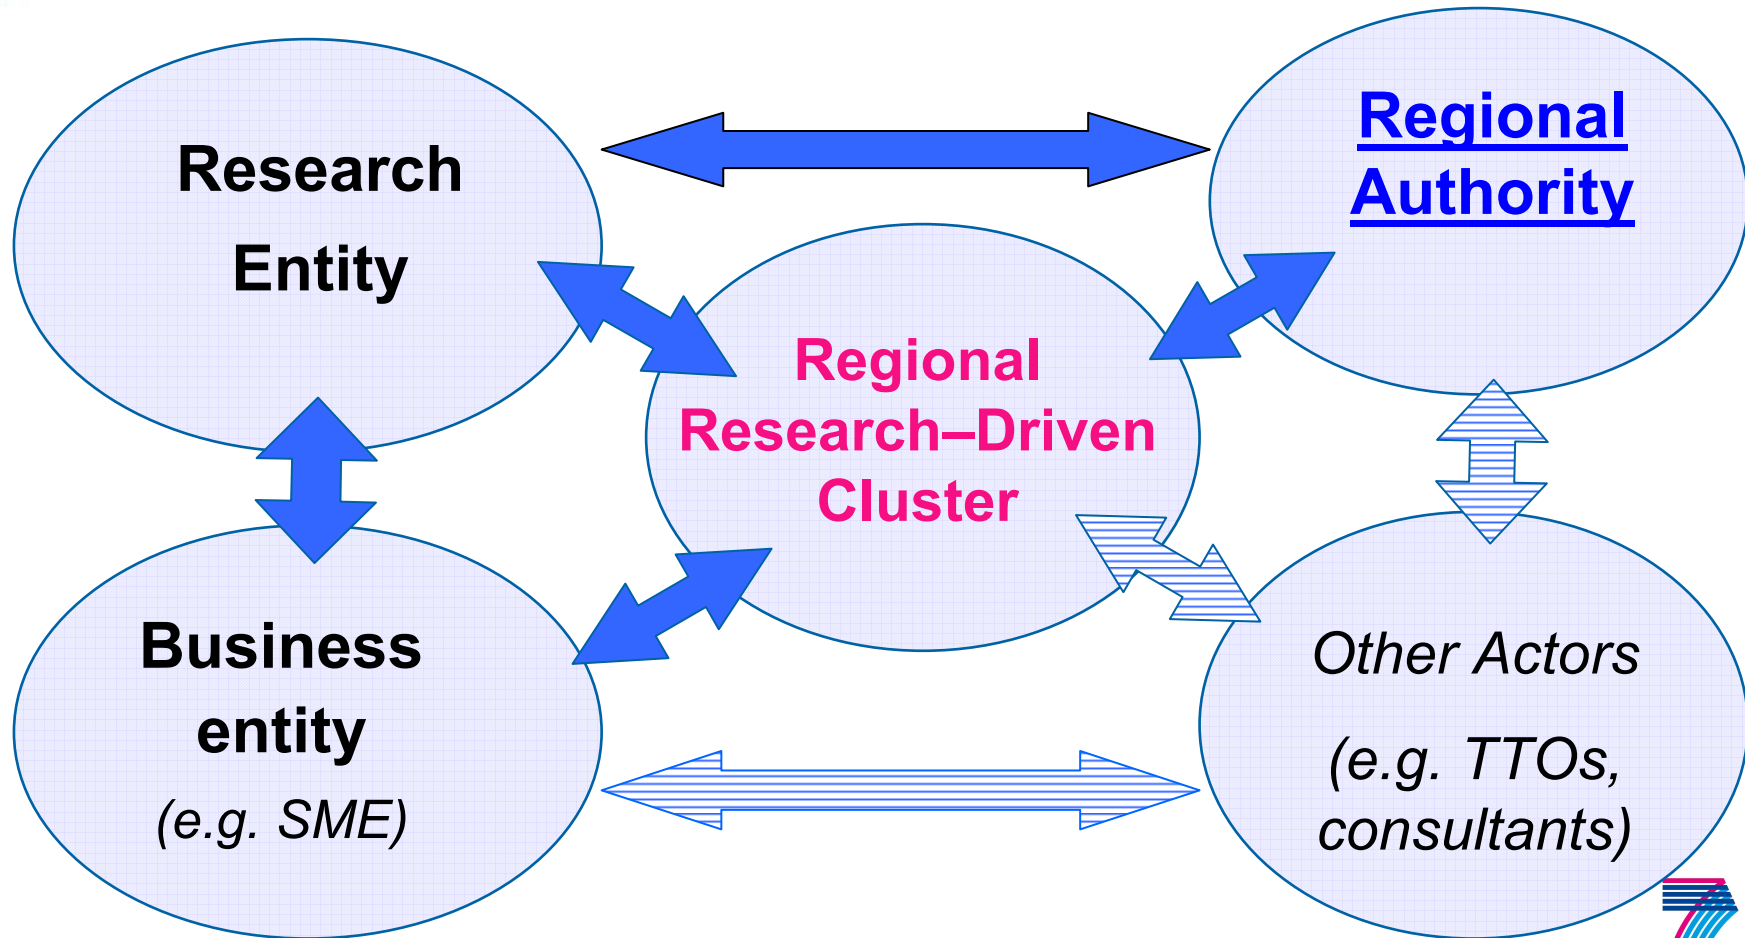 Research
Entity
Regional
Authority
Regional
Research–Driven
Cluster
Business
entity
(e.g. SME)
Other Actors
(e.g. TTOs,
consultants)